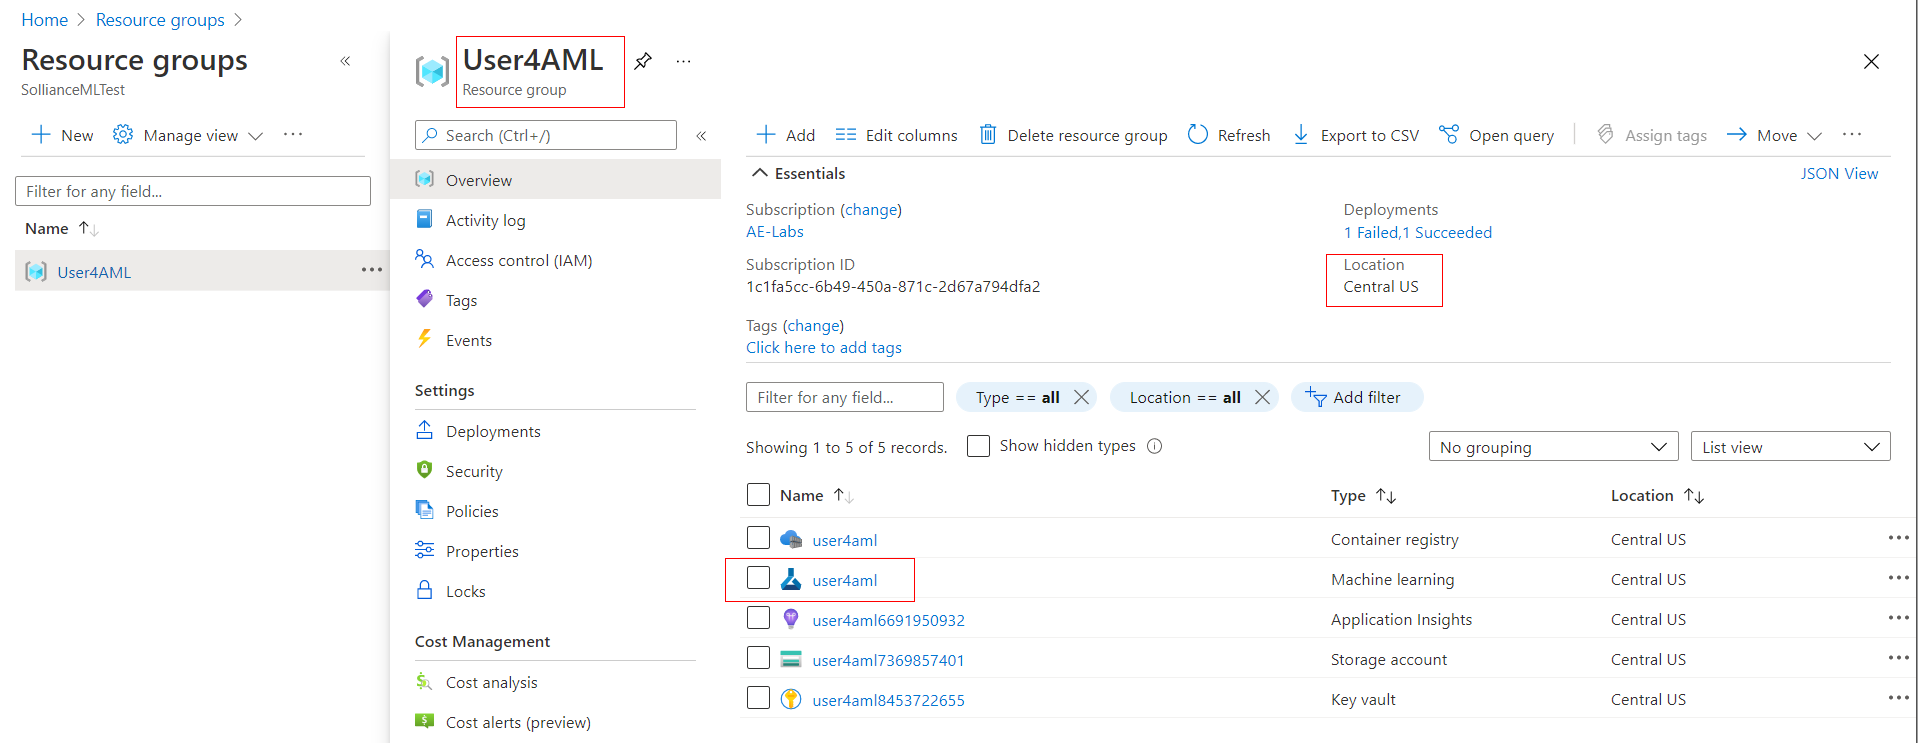 Home > Resource groups >
Resource groups
SollianceMLTest
New Manage view
Filter for any field...
Name
User4AML
User4AML
Resource group
Search (Ctrl+/)
Overview
Activity log
Access control (IAM)
Tags
Events
Settings
Deployments
Security
Policies
Properties
Locks
Cost Management
Cost analysis
Cost alerts (preview)
Add Edit columns Delete resource group Refresh Export to CSV Open query Assign tags Move
Essentials JSON View
Subscription (change)
AE-Labs
Subscription ID
1c1fa5cc-6b49-450a-871c-2d67a794dfa2
Tags (change)
Click here to add tags
Deployments
1 Failed,1 Succeeded
Location
Central US
Filter for any field... Type == all Location == all Add filter
Showing 1 to 5 of 5 records. Show hidden types No grouping List view
Name Type Location
user4aml Container registry Central US
user4aml Machine learning Central US
user4aml6691950932 Application Insights Central US
user4aml7369857401 Storage account Central US
user4aml8453722655 Key vault Central US